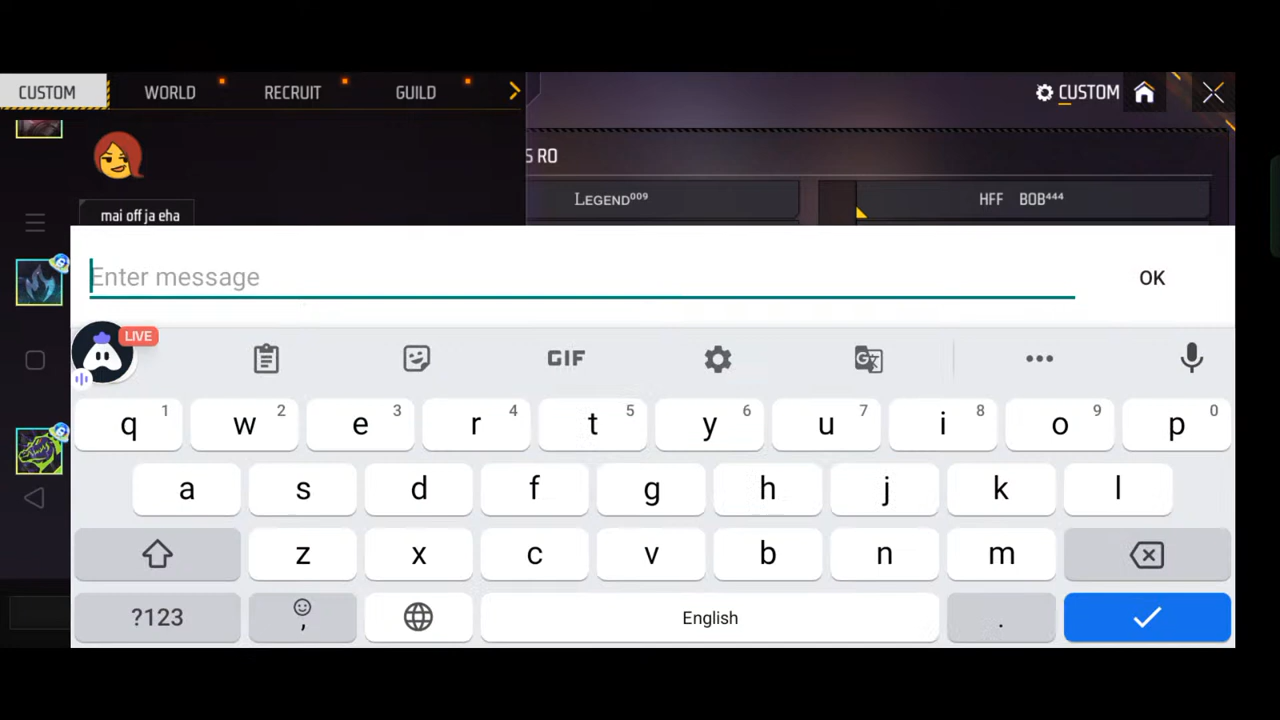 CUSTOM WORLD RECRUIT GUILD
CUSTOM
S RO
LEGEND⁰⁰⁹
HFF BOB⁴⁴⁴
mai off ja eha
Enter message
OK
LIVE
GIF
q 1 w 2 e 3 r 4 t 5 y 6 u 7 i 8 o 9 p 0
a s d f g h j k l
z x c v b n m
?123 , English .